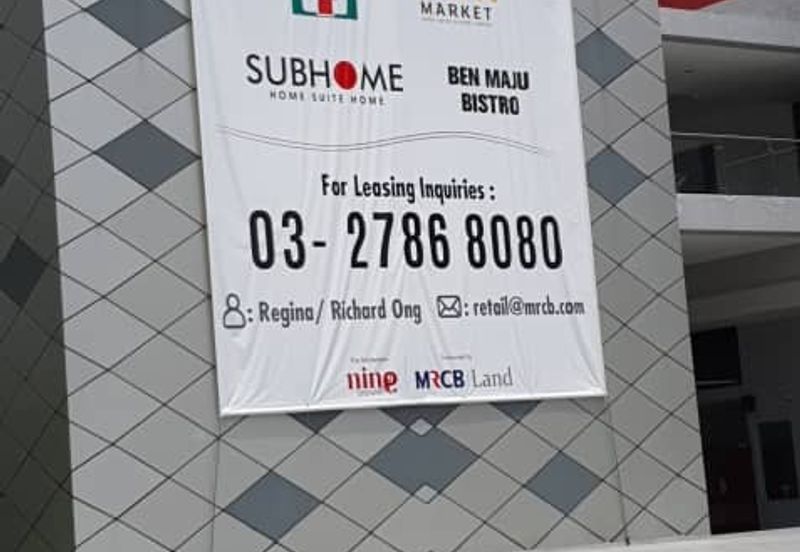 MARKET
SUBHOME
HOME SUITE HOME
BEN MAJU
BISTRO
For Leasing Inquiries :
03- 2786 8080
: Regina/ Richard Ong
: retail@mrcb.com
nine
MRCB Land